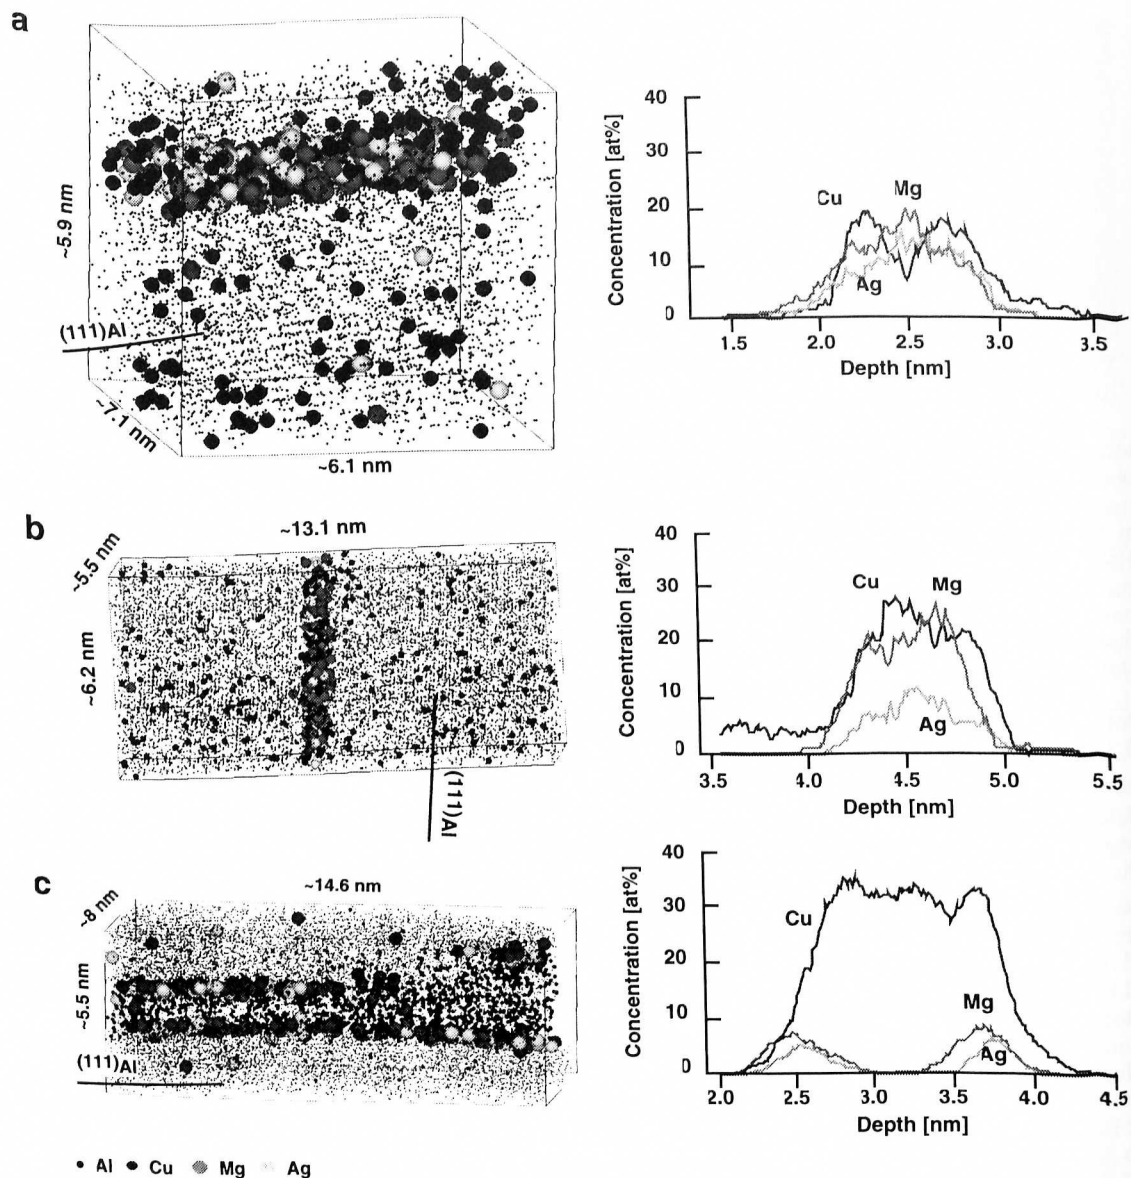 a
~5.9 nm
(111)Al
~7.1 nm
~6.1 nm
Concentration [at%]
40
30
20
10
0
Cu
Mg
Ag
1.5
2.0
2.5
3.0
3.5
Depth [nm]
b
~13.1 nm
~5.5 nm
~6.2 nm
(111)Al
Concentration [at%]
40
30
20
10
0
Cu
Mg
Ag
3.5
4.0
4.5
5.0
5.5
Depth [nm]
c
~14.6 nm
~8 nm
~5.5 nm
(111)Al
Concentration [at%]
40
30
20
10
0
Cu
Mg
Ag
2.0
2.5
3.0
3.5
4.0
4.5
Depth [nm]
Al Cu Mg Ag